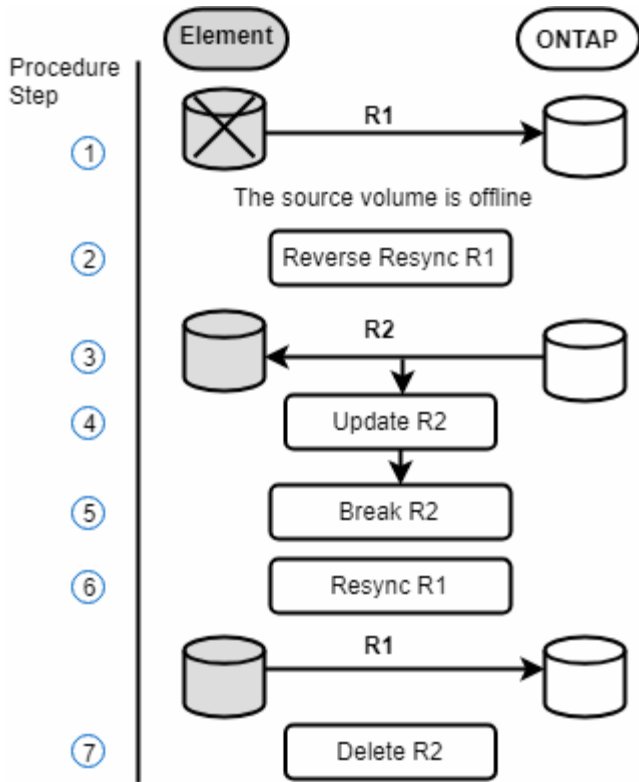 Element
ONTAP
Procedure
Step
R1
1
The source volume is offline
2
Reverse Resync R1
R2
3
4
Update R2
5
Break R2
6
Resync R1
R1
7
Delete R2